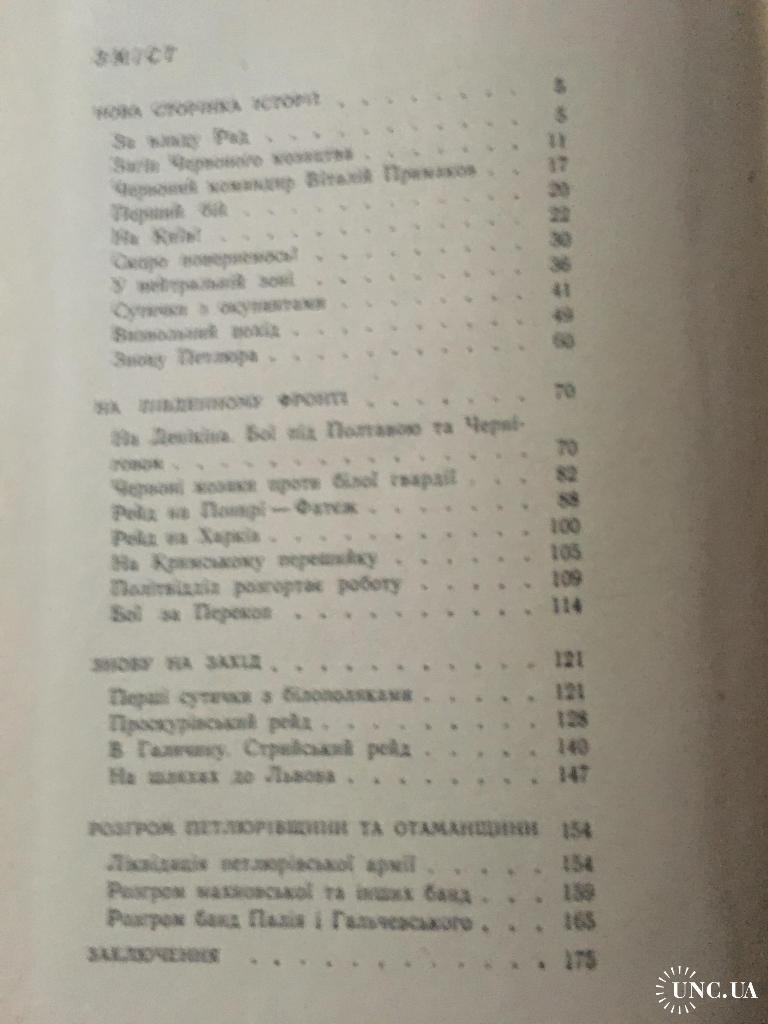 ЗМІСТ
НОВА СТОРІНКА ІСТОРІЇ . . . . . . . . 5
За владу Рад . . . . . . . . . . 5
Загін Червоного козацтва . . . . . . . 11
Червоний командир Віталій Примаков . . 17
Перший бій . . . . . . . . . . . 20
На Київ! . . . . . . . . . . . 22
Скоро повернемось! . . . . . . . . 30
У нейтральній зоні . . . . . . . . 36
Сутички з окупантами . . . . . . . 41
Визвольний похід . . . . . . . . . 49
Знову Петлюра . . . . . . . . . . 60
НА ПІВДЕННОМУ ФРОНТІ . . . . . . . 70
На Денікіна. Бої під Полтавою та Черні-
говом . . . . . . . . . . . . . 70
Червоні козаки проти білої гвардії . . . 82
Рейд на Понирі — Фатеж . . . . . . . 88
Рейд на Харків . . . . . . . . . . 100
На Кримському перешийку . . . . . . 105
Політвідділ розгортає роботу . . . . . 109
Бої за Перекоп . . . . . . . . . . 114
ЗНОВУ НА ЗАХІД . . . . . . . . . . 121
Перші сутички з білополяками . . . . . 121
Проскурівський рейд . . . . . . . . 128
В Галичину. Стрийський рейд . . . . . 140
На шляхах до Львова . . . . . . . . 147
РОЗГРОМ ПЕТЛЮРІВЩИНИ ТА ОТАМАНЩИНИ 154
Ліквідація петлюрівської армії . . . . . 154
Розгром махновської та інших банд . . . 159
Розгром банд Палія і Гальчевського . . . 165
ЗАКЛЮЧЕННЯ . . . . . . . . . . . 175
UNC.UA